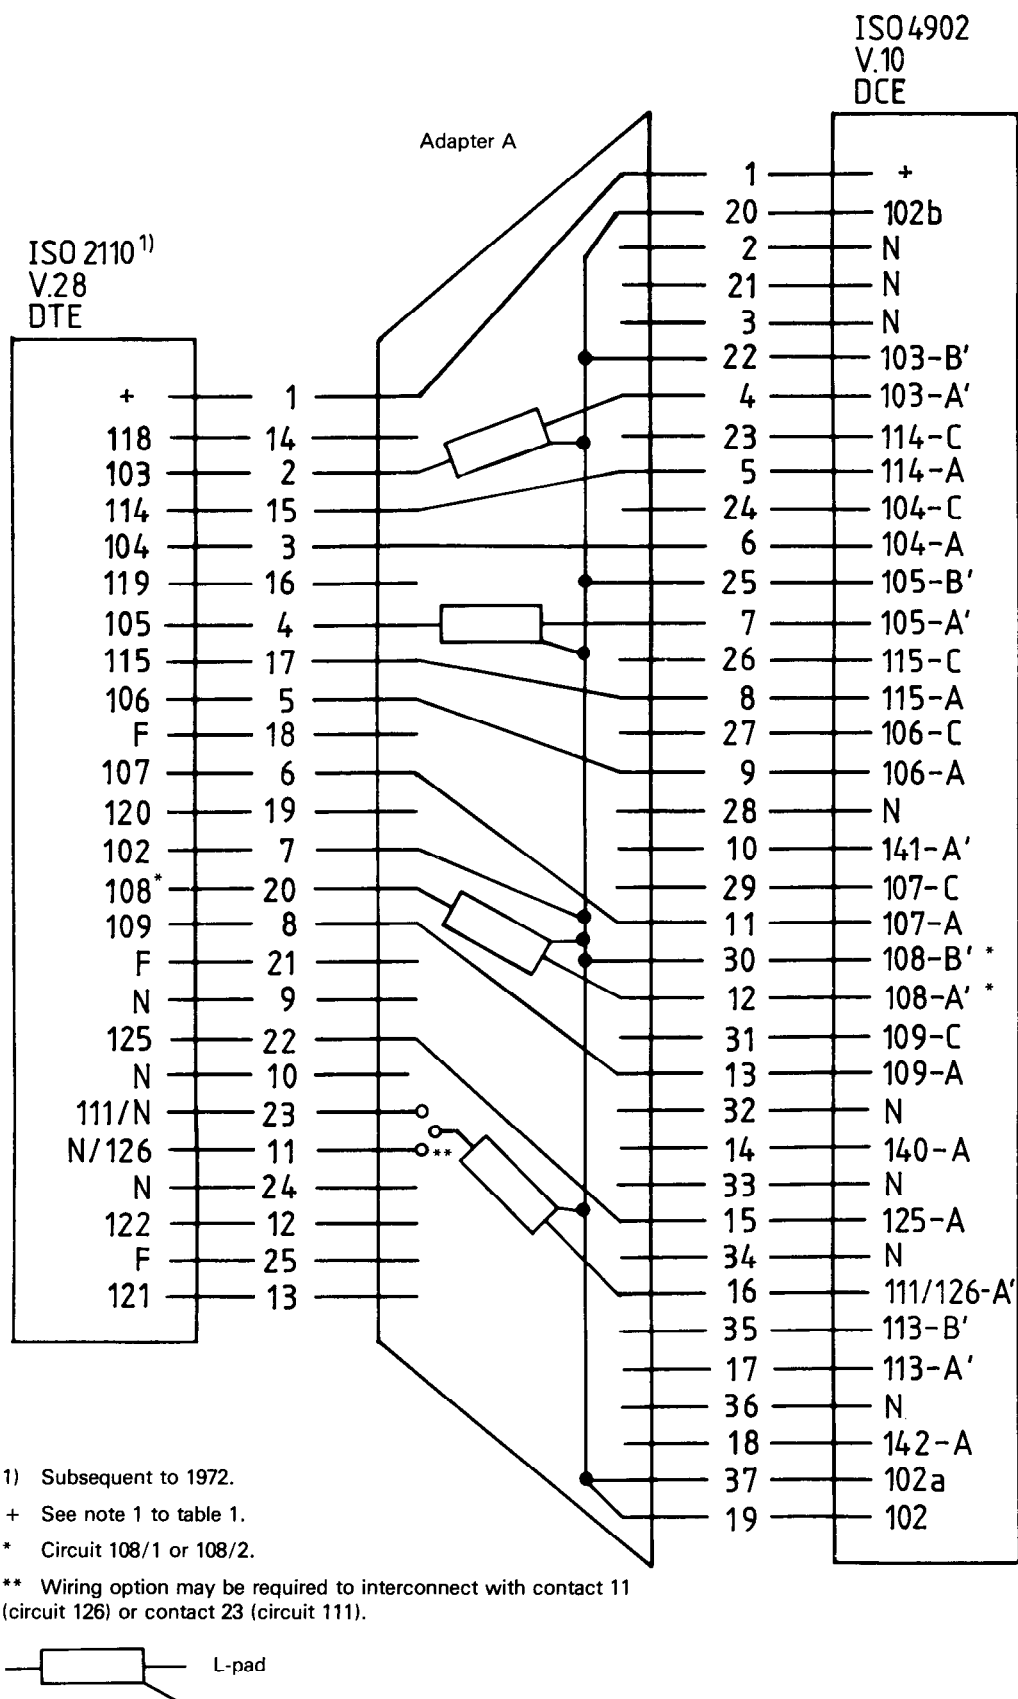 ISO 4902
V.10
DCE
Adapter A
ISO 2110 1)
V.28
DTE
+ 1
118 14
103 2
114 15
104 3
119 16
105 4
115 17
106 5
F 18
107 6
120 19
102 7
108* 20
109 8
F 21
N 9
125 22
N 10
111/N 23
N/126 11 **
N 24
122 12
F 25
121 13
1 +
20 102b
2 N
21 N
3 N
22 103-B'
4 103-A'
23 114-C
5 114-A
24 104-C
6 104-A
25 105-B'
7 105-A'
26 115-C
8 115-A
27 106-C
9 106-A
28 N
10 141-A'
29 107-C
11 107-A
30 108-B' *
12 108-A' *
31 109-C
13 109-A
32 N
14 140-A
33 N
15 125-A
34 N
16 111/126-A'
35 113-B'
17 113-A'
36 N
18 142-A
37 102a
19 102
1) Subsequent to 1972.
+ See note 1 to table 1.
* Circuit 108/1 or 108/2.
** Wiring option may be required to interconnect with contact 11
(circuit 126) or contact 23 (circuit 111).
L-pad